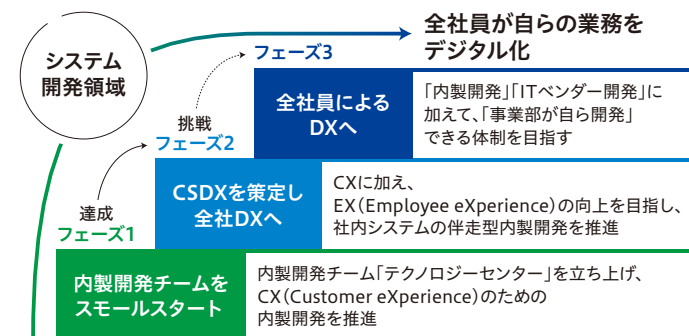 システム
開発領域
全社員が自らの業務を
デジタル化
フェーズ3
全社員による
DXへ
「内製開発」「ITベンダー開発」に
加えて、「事業部が自ら開発」
できる体制を目指す
挑戦
フェーズ2
CSDXを策定し
全社DXへ
CXに加え、
EX（Employee eXperience）の向上を目指し、
社内システムの伴走型内製開発を推進
達成
フェーズ1
内製開発チームを
スモールスタート
内製開発チーム「テクノロジーセンター」を立ち上げ、
CX（Customer eXperience）のための
内製開発を推進